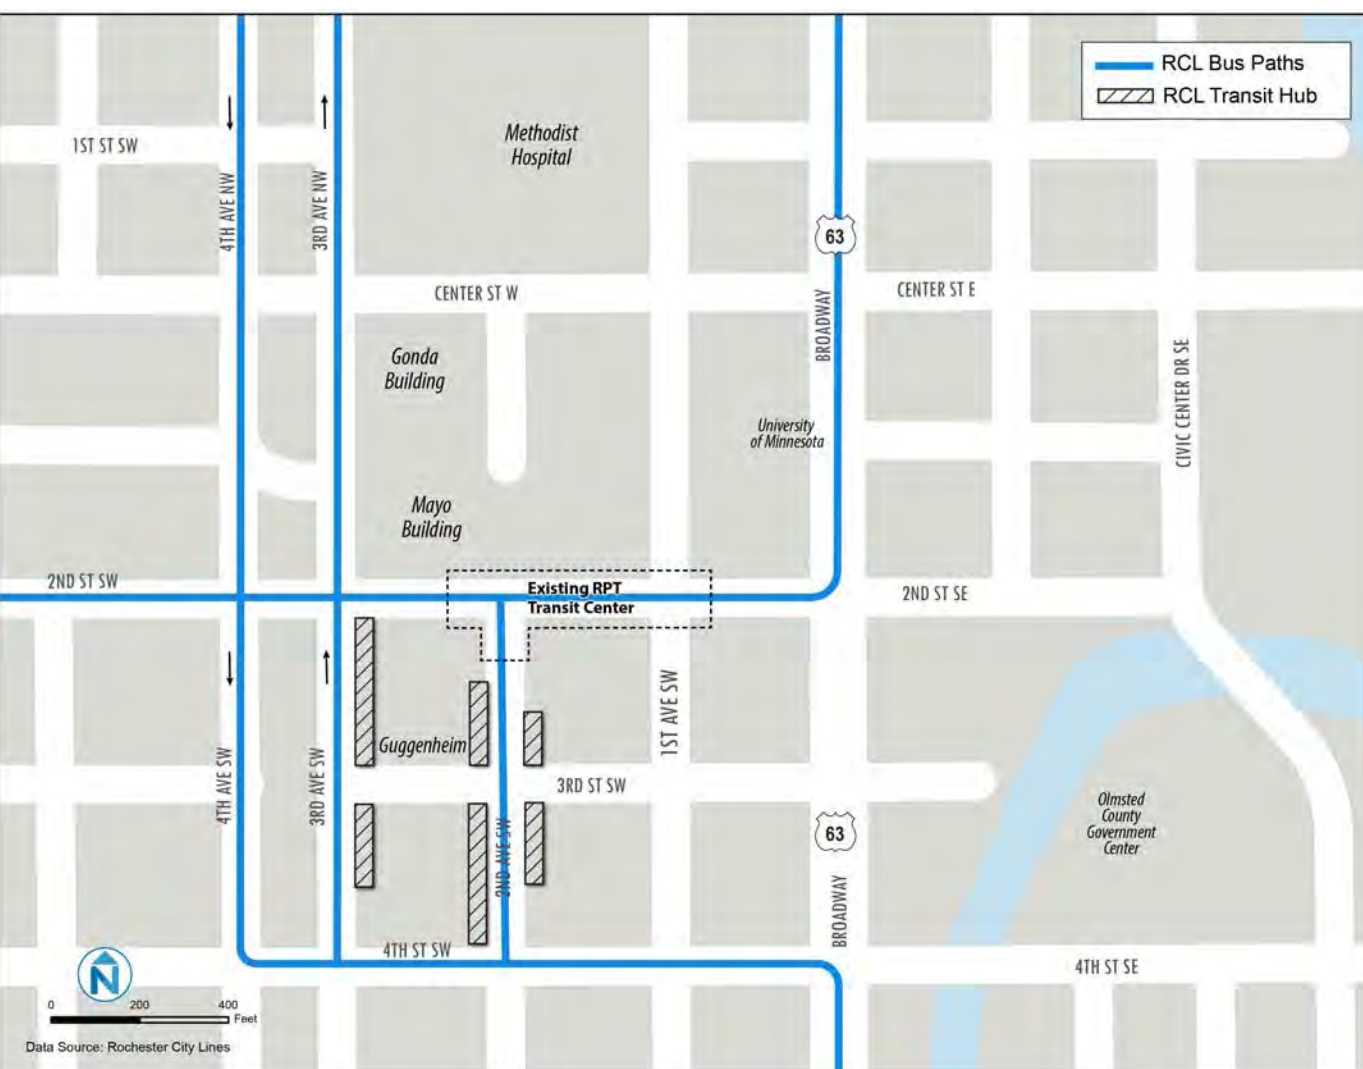 RCL Bus Paths
RCL Transit Hub
Methodist
Hospital
1ST ST SW
4TH AVE NW
3RD AVE NW
63
CENTER ST W
CENTER ST E
BROADWAY
Gonda
Building
CIVIC CENTER DR SE
University
of Minnesota
Mayo
Building
2ND ST SW
Existing RPT
Transit Center
2ND ST SE
1ST AVE SW
Guggenheim
4TH AVE SW
3RD AVE SW
3RD ST SW
2ND AVE SW
63
Olmsted
County
Government
Center
BROADWAY
4TH ST SW
4TH ST SE
N
0 200 400
Feet
Data Source: Rochester City Lines